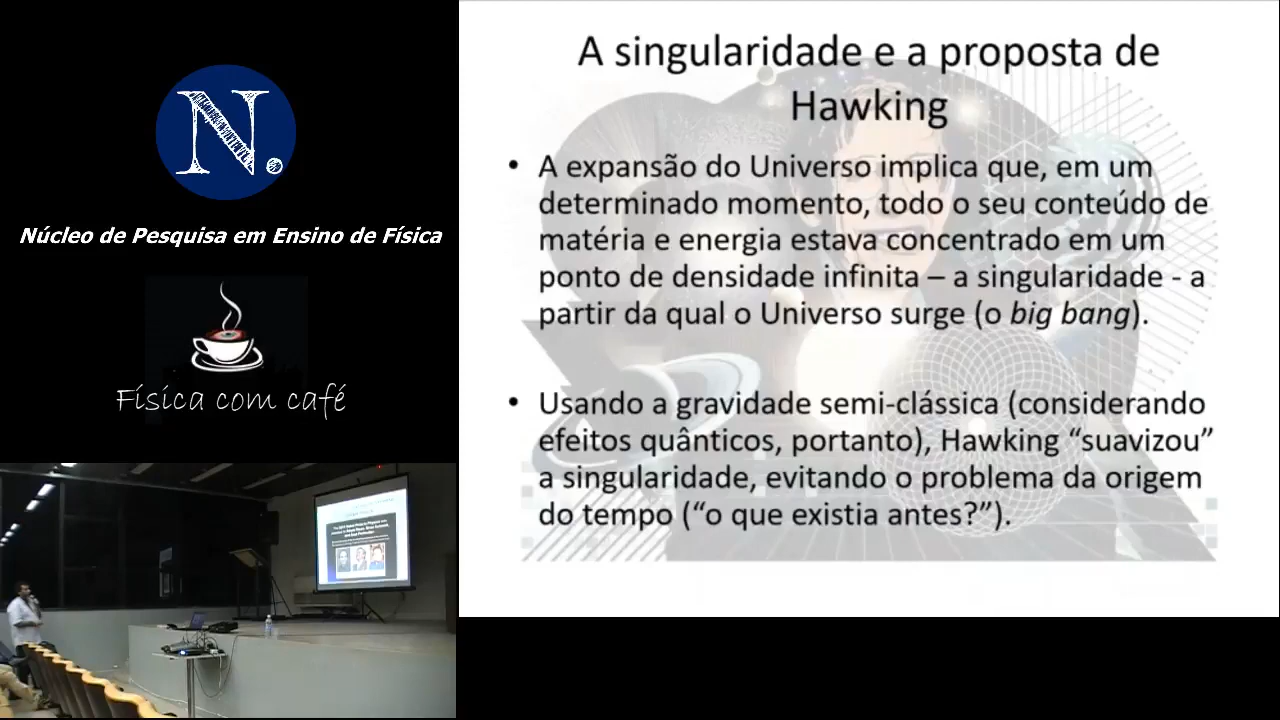 N.
Núcleo de Pesquisa em Ensino de Física
Física com café
A singularidade e a proposta de
Hawking
• A expansão do Universo implica que, em um
determinado momento, todo o seu conteúdo de
matéria e energia estava concentrado em um
ponto de densidade infinita – a singularidade - a
partir da qual o Universo surge (o big bang).
• Usando a gravidade semi-clássica (considerando
efeitos quânticos, portanto), Hawking “suavizou”
a singularidade, evitando o problema da origem
do tempo (“o que existia antes?”).